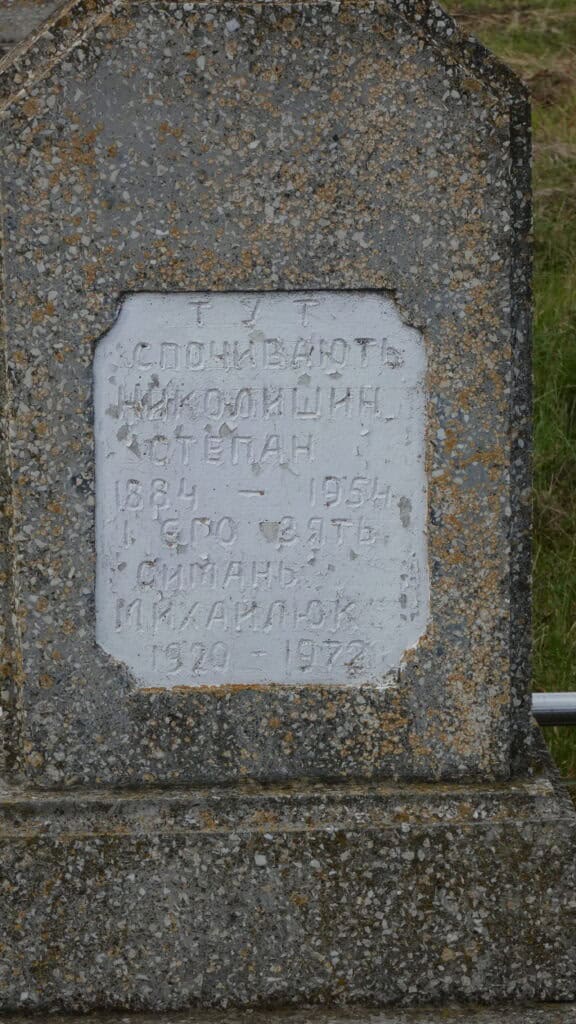 ТУТ
СПОЧИВАЮТЬ
НИКОЛИШИН
СТЕПАН
1884 – 1954
І ЄГО ЗЯТЬ
СИМАНЬ
МИХАЙЛЮК
1920 – 1972